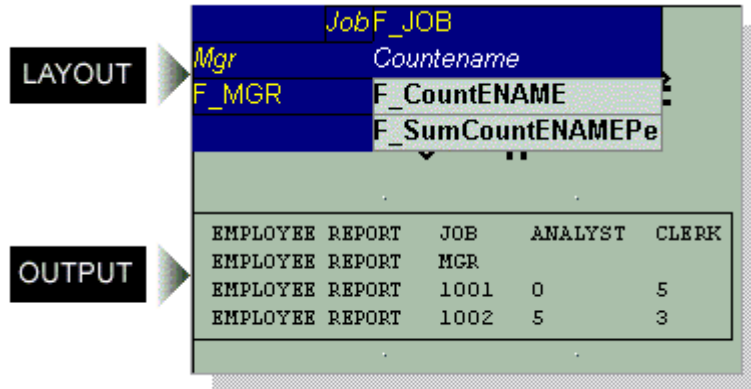 LAYOUT
Job F_JOB
Mgr Countename
F_MGR F_CountENAME
F_SumCountENAMEPe
OUTPUT
EMPLOYEE REPORT JOB ANALYST CLERK
EMPLOYEE REPORT MGR
EMPLOYEE REPORT 1001 0 5
EMPLOYEE REPORT 1002 5 3